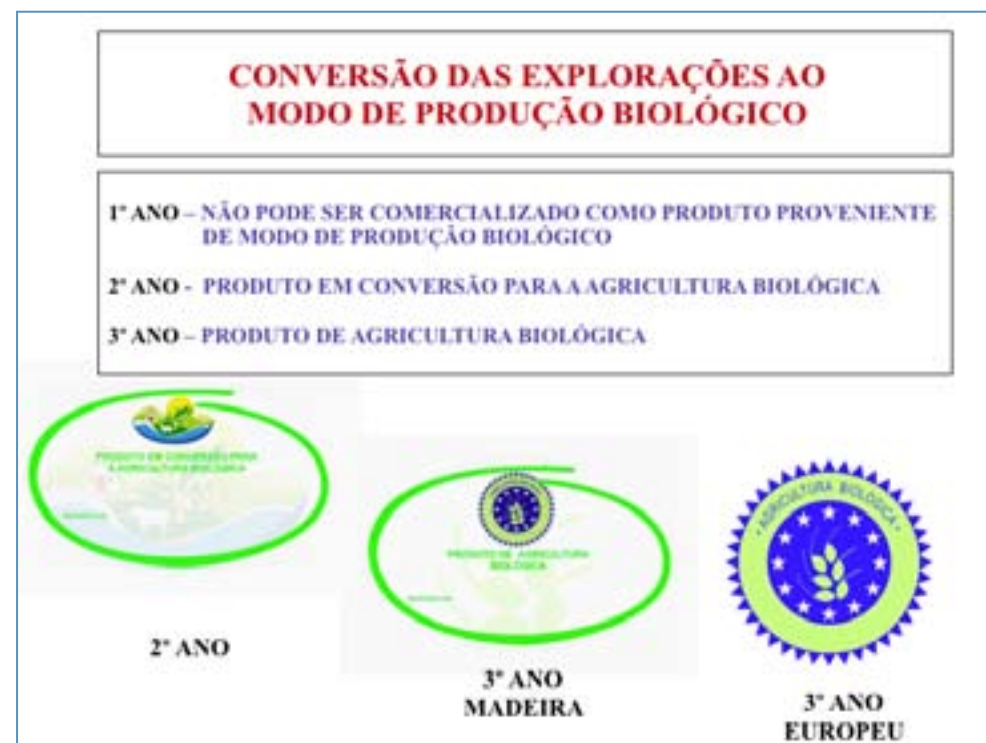 CONVERSÃO DAS EXPLORAÇÕES AO
MODO DE PRODUÇÃO BIOLÓGICO
1º ANO – NÃO PODE SER COMERCIALIZADO COMO PRODUTO PROVENIENTE
DE MODO DE PRODUÇÃO BIOLÓGICO
2º ANO - PRODUTO EM CONVERSÃO PARA A AGRICULTURA BIOLÓGICA
3º ANO – PRODUTO DE AGRICULTURA BIOLÓGICA
PRODUTO EM CONVERSÃO PARA
A AGRICULTURA BIOLÓGICA
2º ANO
PRODUTO DE AGRICULTURA
BIOLÓGICA
3º ANO
MADEIRA
• AGRICULTURA BIOLÓGICA •
3º ANO
EUROPEU